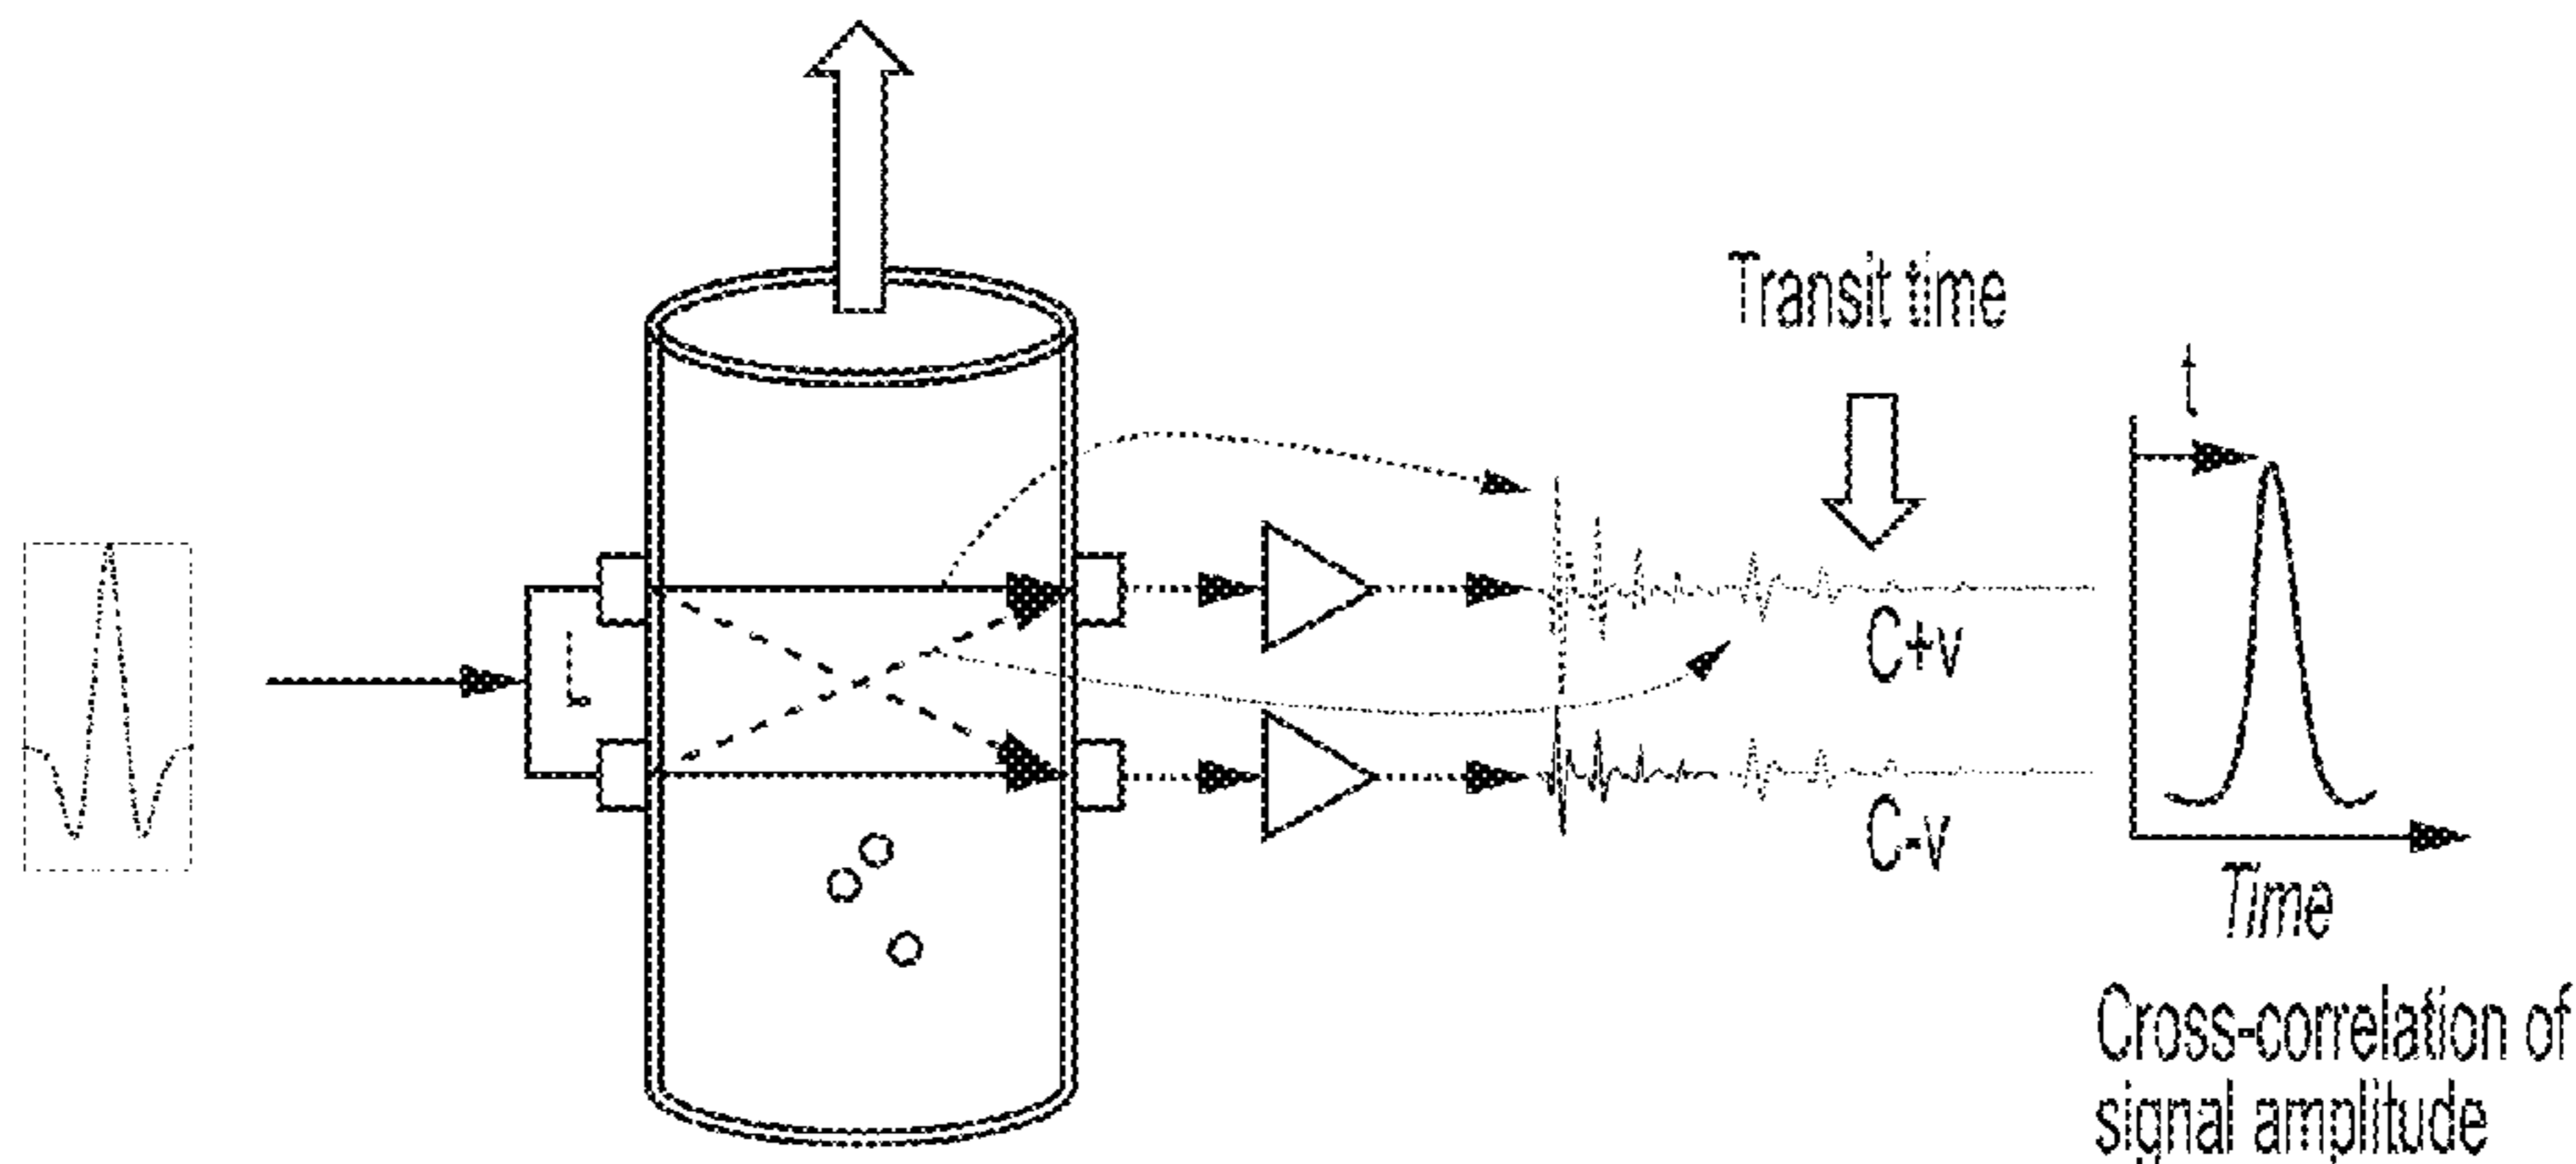 Transit time
t
L
C+v
C-v
Time
Cross-correlation of
signal amplitude